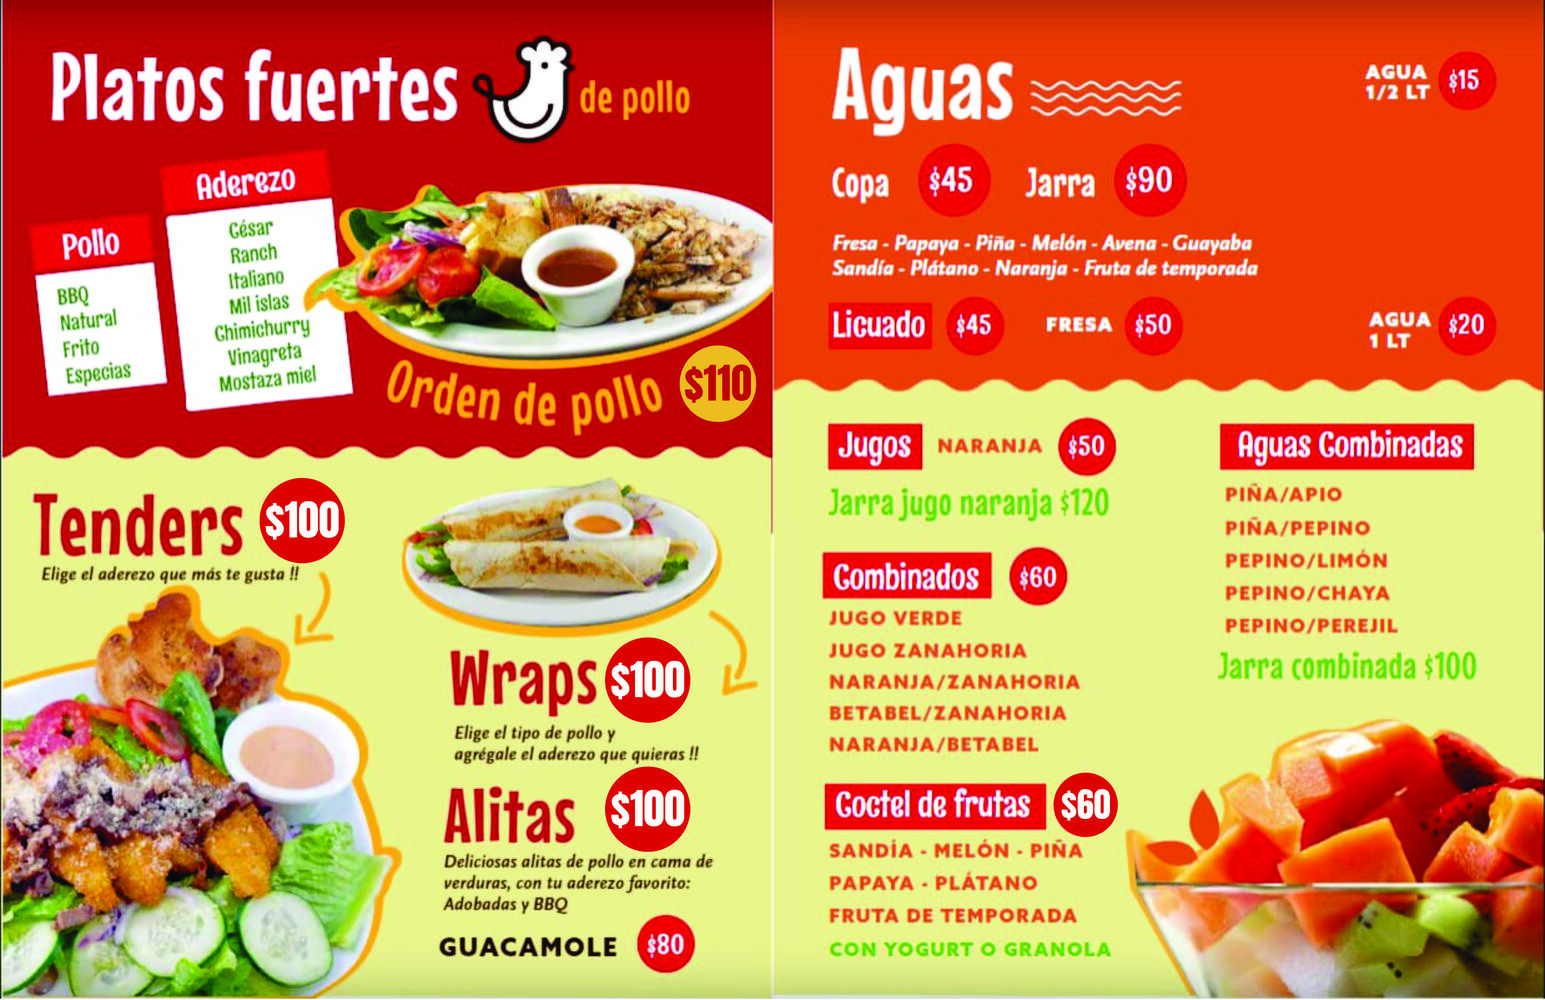 Platos fuertes de pollo
Aderezo
César
Ranch
Italiano
Mil islas
Chimichurry
Vinagreta
Mostaza miel
Pollo
BBQ
Natural
Frito
Especias
Orden de pollo $110
Tenders $100
Elige el aderezo que más te gusta !!
Wraps $100
Elige el tipo de pollo y
agrégale el aderezo que quieras !!
Alitas $100
Deliciosas alitas de pollo en cama de
verduras, con tu aderezo favorito:
Adobadas y BBQ
GUACAMOLE $80
Aguas
AGUA
1/2 LT $15
Copa $45 Jarra $90
Fresa - Papaya - Piña - Melón - Avena - Guayaba
Sandía - Plátano - Naranja - Fruta de temporada
Licuado $45 FRESA $50
AGUA
1 LT $20
Jugos NARANJA $50
Jarra jugo naranja $120
Combinados $60
JUGO VERDE
JUGO ZANAHORIA
NARANJA/ZANAHORIA
BETABEL/ZANAHORIA
NARANJA/BETABEL
Coctel de frutas $60
SANDÍA - MELÓN - PIÑA
PAPAYA - PLÁTANO
FRUTA DE TEMPORADA
CON YOGURT O GRANOLA
Aguas Combinadas
PIÑA/APIO
PIÑA/PEPINO
PEPINO/LIMÓN
PEPINO/CHAYA
PEPINO/PEREJIL
Jarra combinada $100